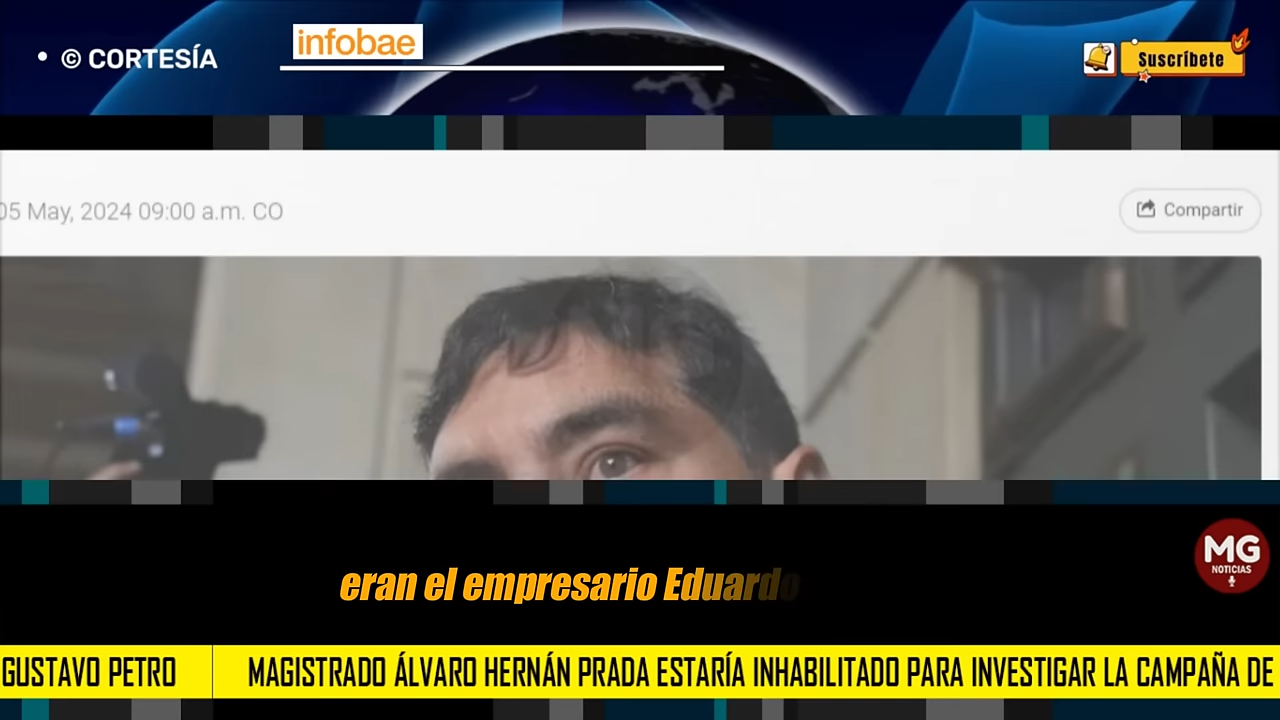 • © CORTESÍA
infobae
Suscríbete
05 May, 2024 09:00 a.m. CO
Compartir
eran el empresario Eduardo
MG
NOTICIAS
GUSTAVO PETRO
MAGISTRADO ÁLVARO HERNÁN PRADA ESTARÍA INHABILITADO PARA INVESTIGAR LA CAMPAÑA DE